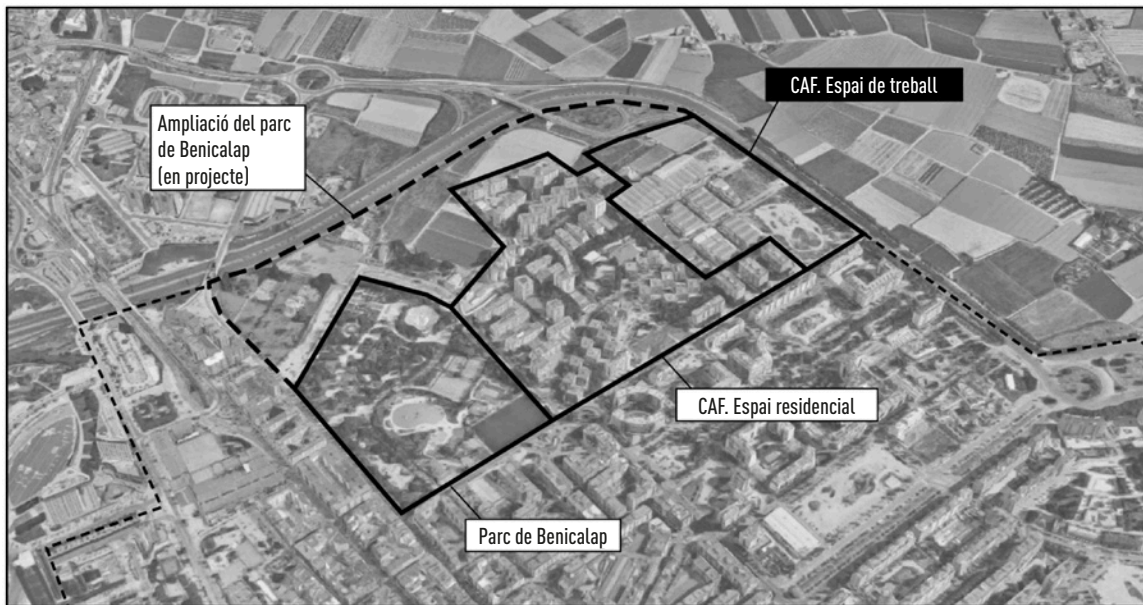 CAF. Espai de treball
Ampliació del parc
de Benicalap
(en projecte)
CAF. Espai residencial
Parc de Benicalap